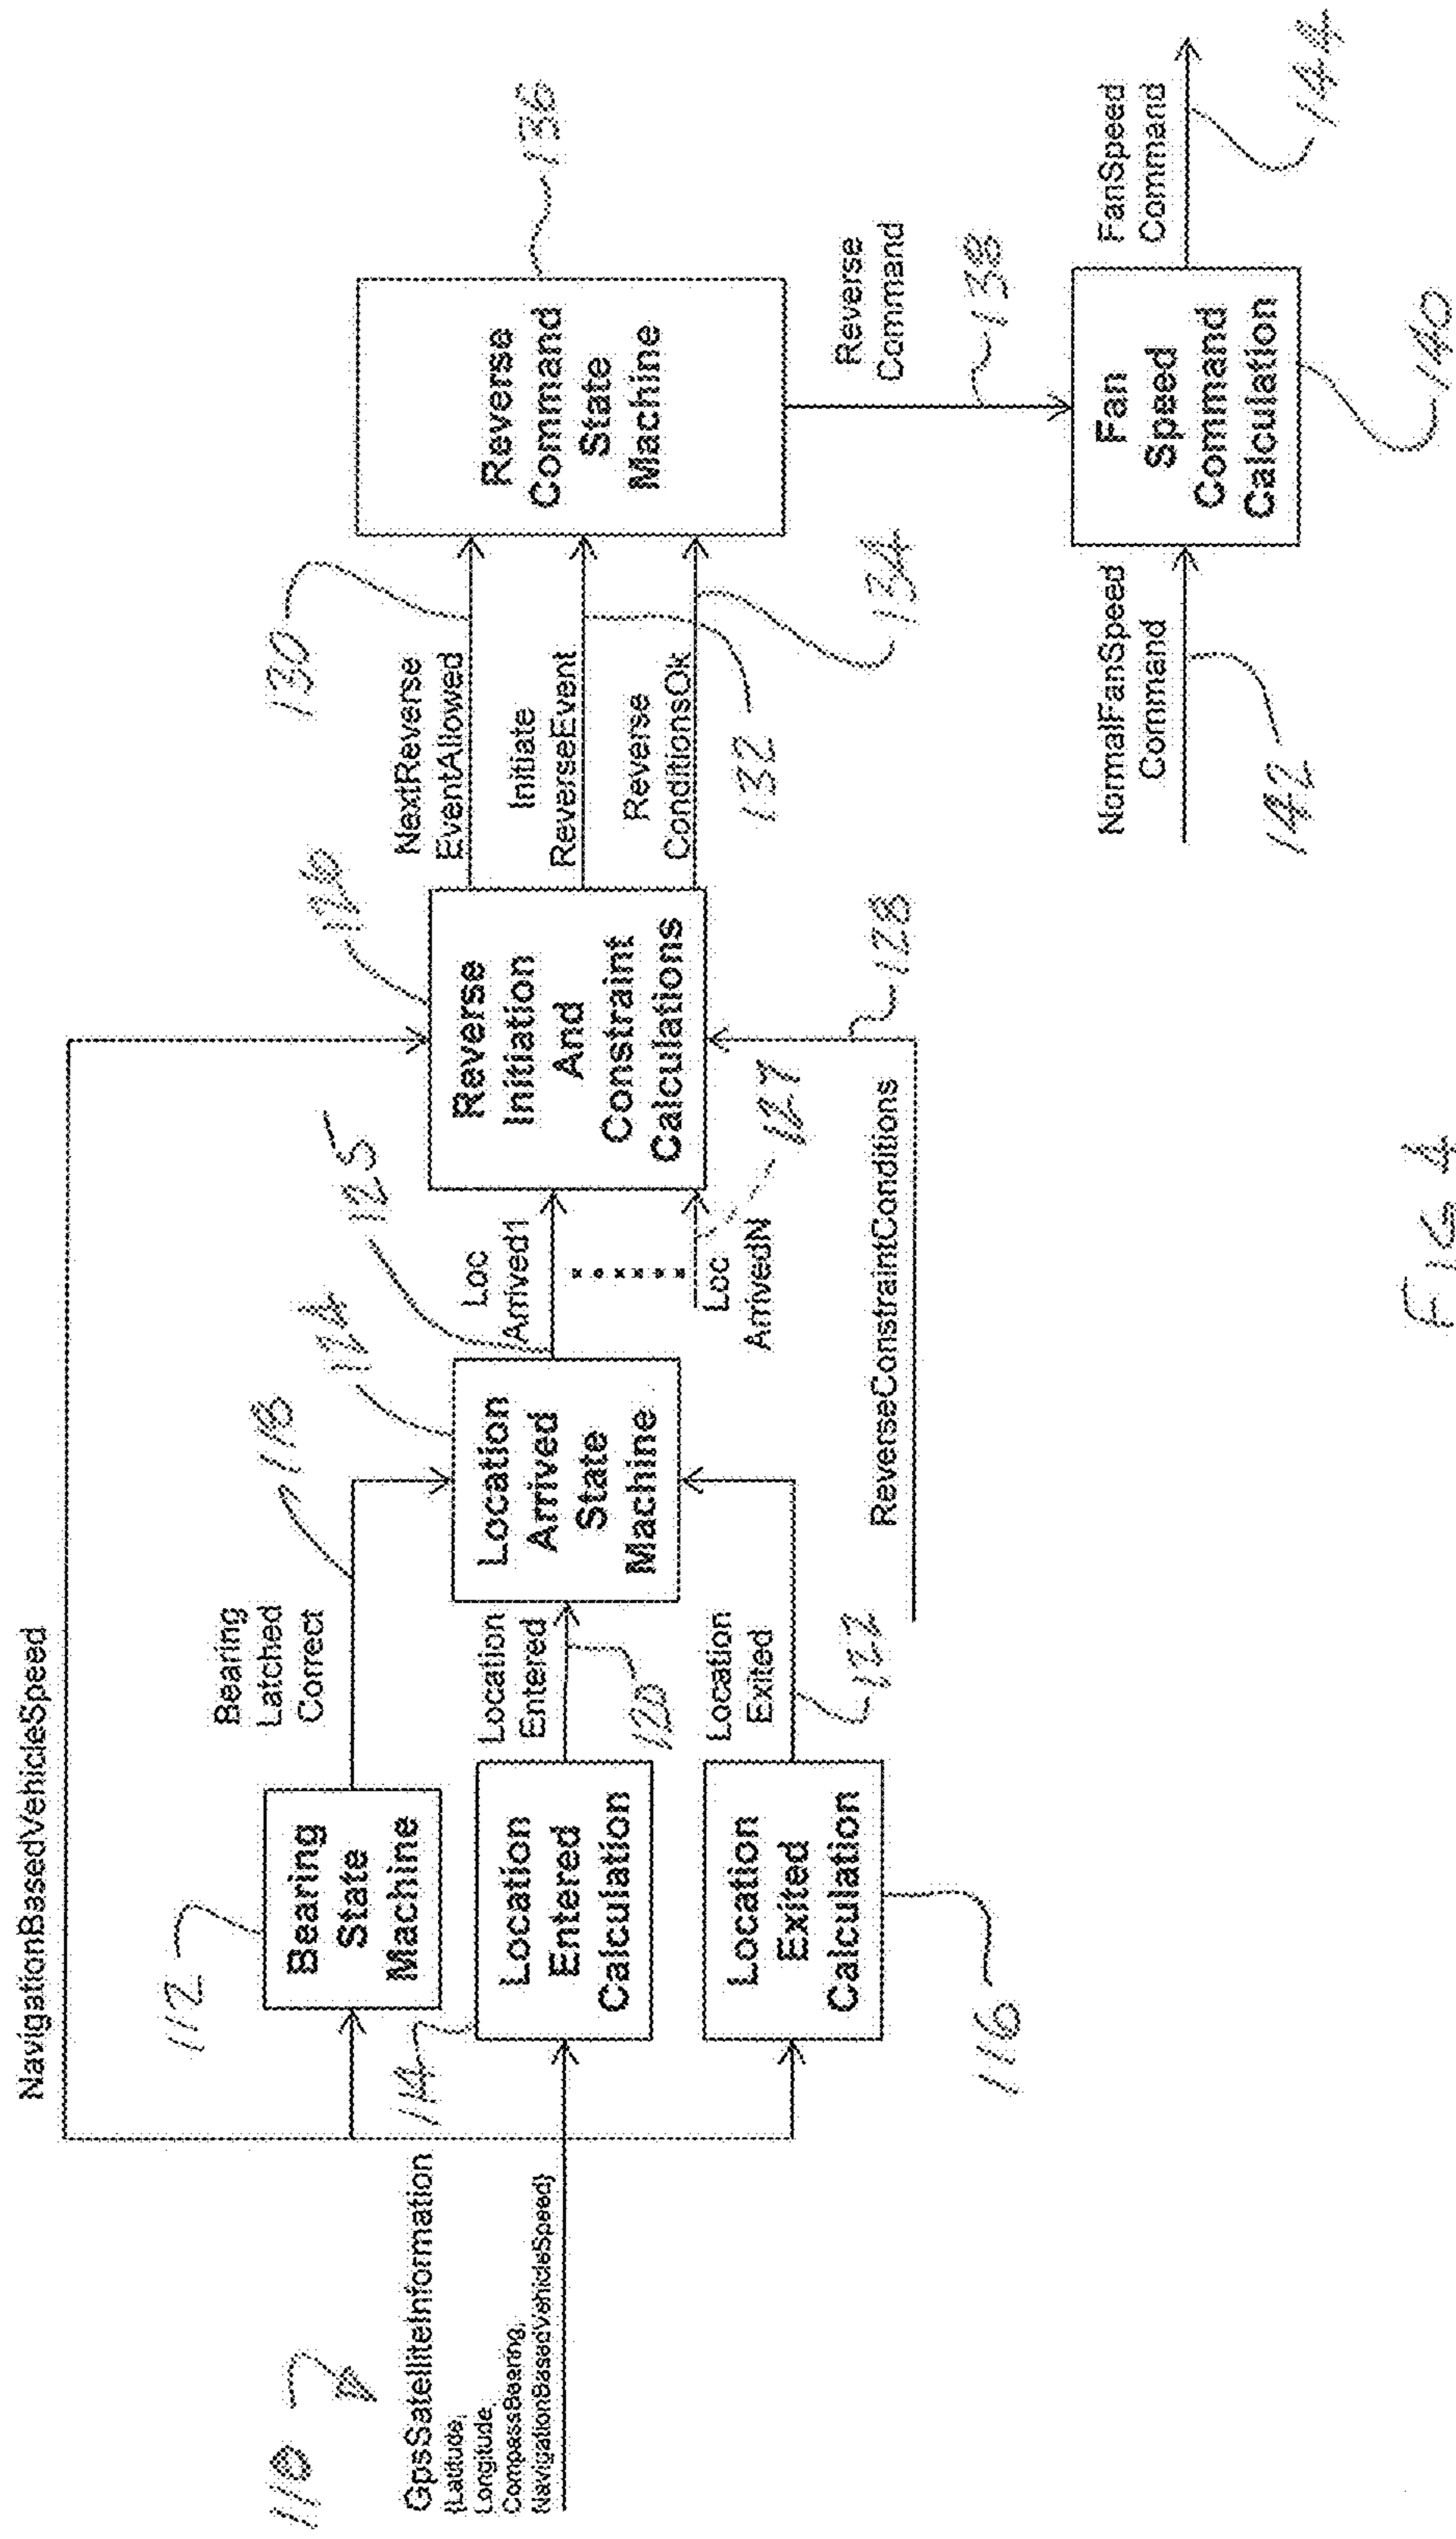 NavigationBasedVehicleSpeed
110
GpsSatelliteInformation
(Latitude,
Longitude,
CompassBearing,
NavigationBasedVehicleSpeed)
112
Bearing
State
Machine
114
Location
Entered
Calculation
Location
Exited
Calculation
116
Bearing
Latched
Correct
118
Location
Entered
120
Location
Exited
122
124
Location
Arrived
State
Machine
125
Loc
Arrived1
Loc
ArrivedN
127
ReverseConstraintConditions
128
126
Reverse
Initiation
And
Constraint
Calculations
130
NextReverse
EventAllowed
Initiate
ReverseEvent
132
Reverse
ConditionsOk
134
Reverse
Command
State
Machine
136
Reverse
Command
138
NormalFanSpeed
Command
142
Fan
Speed
Command
Calculation
140
FanSpeed
Command
144
FIG 4